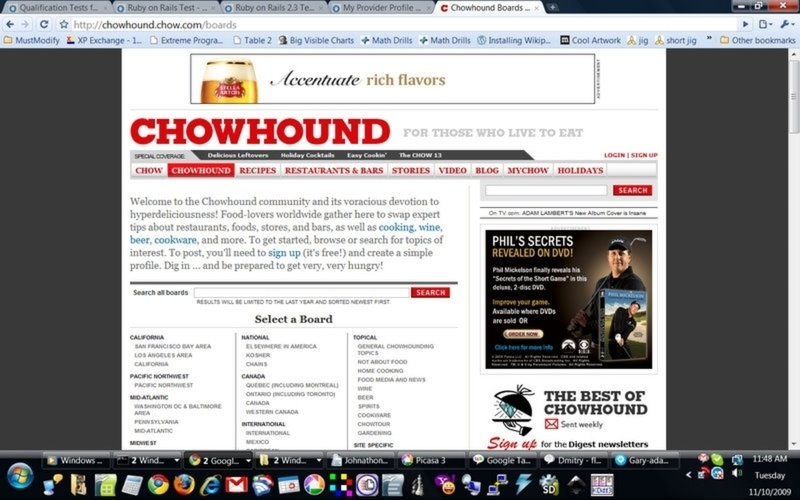 Qualification Tests f...
Ruby on Rails Test - ...
Ruby on Rails 2.3 Te...
My Provider Profile ...
Chowhound Boards ...
http://chowhound.chow.com/boards
MustModify
XP Exchange - 1...
Extreme Progra...
Table 2
Big Visible Charts
Math Drills
Math Drills
Installing Wikip...
Cool Artwork
jig
short jig
Other bookmarks
STELLA ARTOIS
Accentuate rich flavors
ADVERTISEMENT
CHOWHOUND
FOR THOSE WHO LIVE TO EAT
SPECIAL COVERAGE:
Delicious Leftovers
Holiday Cocktails
Easy Cookin'
The CHOW 13
LOGIN | SIGN UP
CHOW
CHOWHOUND
RECIPES
RESTAURANTS & BARS
STORIES
VIDEO
BLOG
MYCHOW
HOLIDAYS
Welcome to the Chowhound community and its voracious devotion to
hyperdeliciousness! Food-lovers worldwide gather here to swap expert
tips about restaurants, foods, stores, and bars, as well as cooking, wine,
beer, cookware, and more. To get started, browse or search for topics of
interest. To post, you'll need to sign up (it's free!) and create a simple
profile. Dig in ... and be prepared to get very, very hungry!
Search all boards
SEARCH
RESULTS WILL BE LIMITED TO THE LAST YEAR AND SORTED NEWEST FIRST.
Select a Board
CALIFORNIA
SAN FRANCISCO BAY AREA
LOS ANGELES AREA
CALIFORNIA
PACIFIC NORTHWEST
PACIFIC NORTHWEST
MID-ATLANTIC
WASHINGTON DC & BALTIMORE
AREA
PENNSYLVANIA
MID-ATLANTIC
MIDWEST
NATIONAL
ELSEWHERE IN AMERICA
KOSHER
CHAINS
CANADA
QUEBEC (INCLUDING MONTREAL)
ONTARIO (INCLUDING TORONTO)
CANADA
WESTERN CANADA
INTERNATIONAL
INTERNATIONAL
MEXICO
TOPICAL
GENERAL CHOWHOUNDING
TOPICS
NOT ABOUT FOOD
HOME COOKING
FOOD MEDIA AND NEWS
WINE
BEER
SPIRITS
COOKWARE
CHOWTOUR
GARDENING
SITE SPECIFIC
SEARCH
On TV.com: ADAM LAMBERT'S New Album Cover is Insane
ADVERTISEMENT
PHIL'S SECRETS
REVEALED ON DVD!
Phil Mickelson finally reveals his
"Secrets of the Short Game" in this
deluxe, 2-disc DVD.
Improve your game.
Available where DVDs
are sold OR
ORDER NOW
Click here for more info
PHIL MICKELSON
THE BEST OF
CHOWHOUND
Sent weekly
Sign up for the Digest newsletters
Windows ...
2 Wind...
2 Googl...
2 Wind...
Johnathon...
Picasa 3
Google Ta...
Dmitry - fl...
Gary-ada...
11:48 AM
Tuesday
11/10/2009